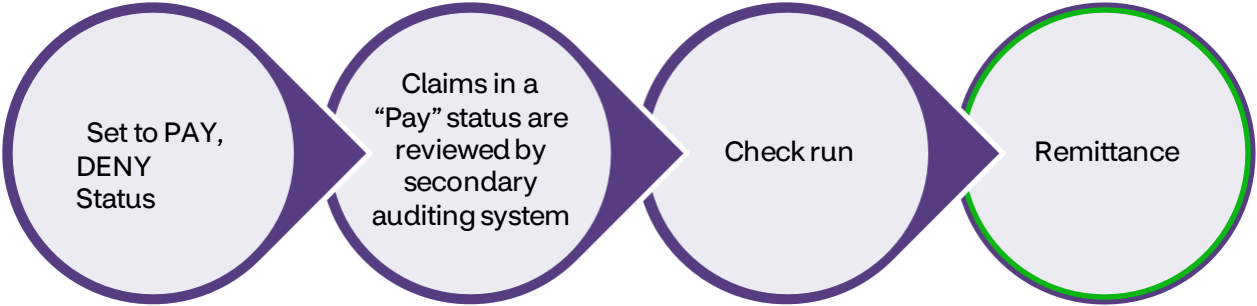 Set to PAY,
DENY
Status
Claims in a
“Pay” status are
reviewed by
secondary
auditing system
Check run
Remittance